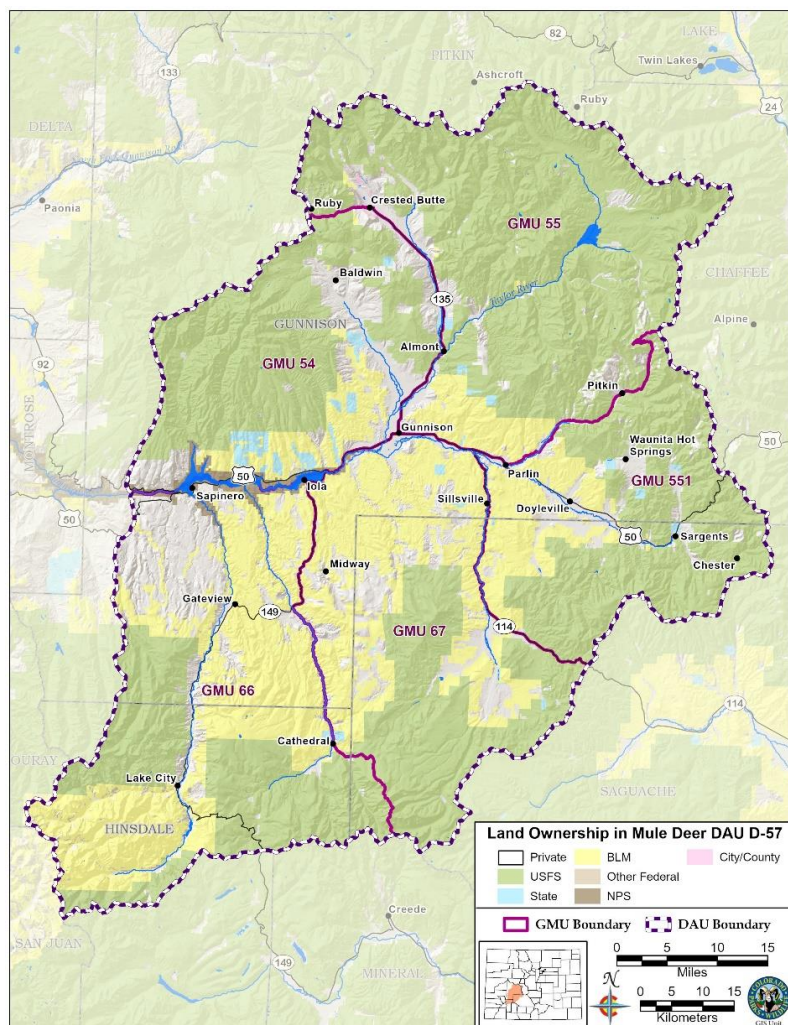 LAKE
82
PITKIN
Twin Lakes
133
Ashcroft
Ruby
24
DELTA
Paonia
Ruby
Crested Butte
GMU 55
CHAFFEE
Baldwin
135
Taylor River
GUNNISON
Alpine
Almont
92
GMU 54
Pitkin
MONTROSE
Gunnison
50
Waunita Hot
Springs
50
Iola
Parlin
Sapinero
GMU 551
50
Sillsville
Doyleville
50
Sargents
Midway
Chester
Gateview
149
114
GMU 67
GMU 66
114
Cathedral
OURAY
Lake City
SAGUACHE
HINSDALE
Land Ownership in Mule Deer DAU D-57
Private
BLM
City/County
USFS
Other Federal
State
NPS
GMU Boundary
DAU Boundary
Creede
SAN JUAN
149
MINERAL
0 5 10 15
Miles
N
0 5 10 15
Kilometers
GIS Unit